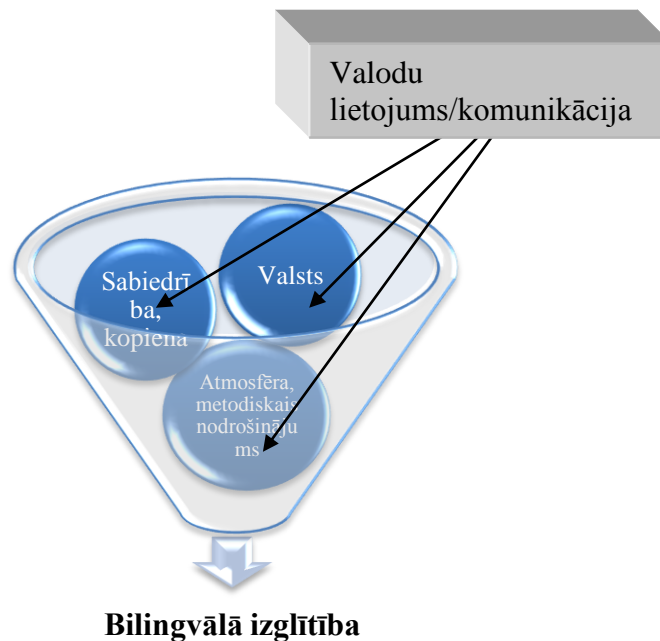 Valodu
lietojums/komunikācija
Valsts
Sabiedrī
ba,
kopiena
Atmosfēra,
metodiskais
nodrošināju
ms
Bilingvālā izglītība